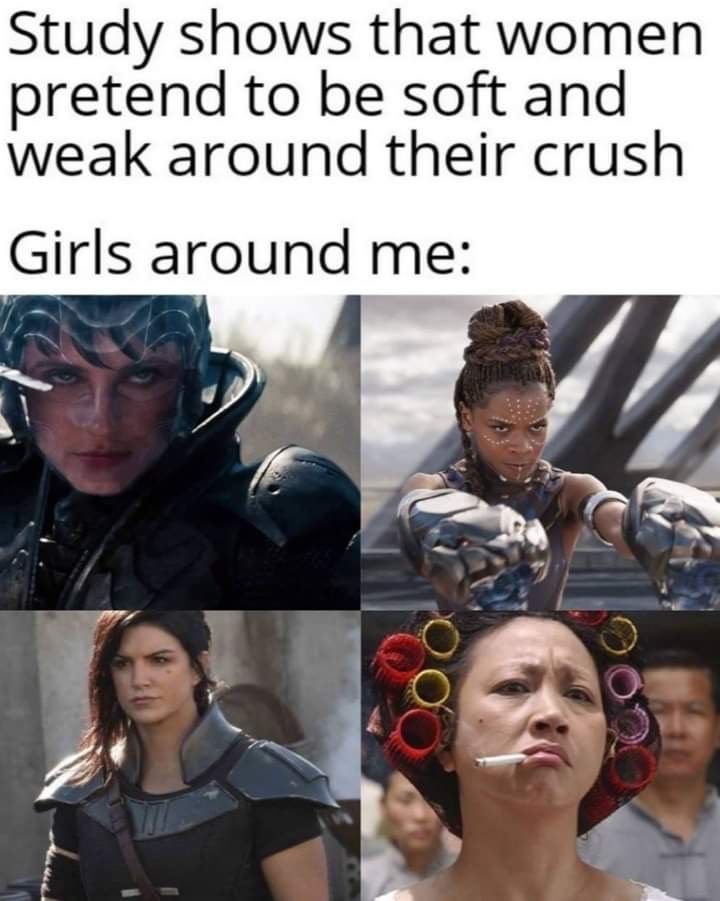 Study shows that women
pretend to be soft and
weak around their crush
Girls around me: